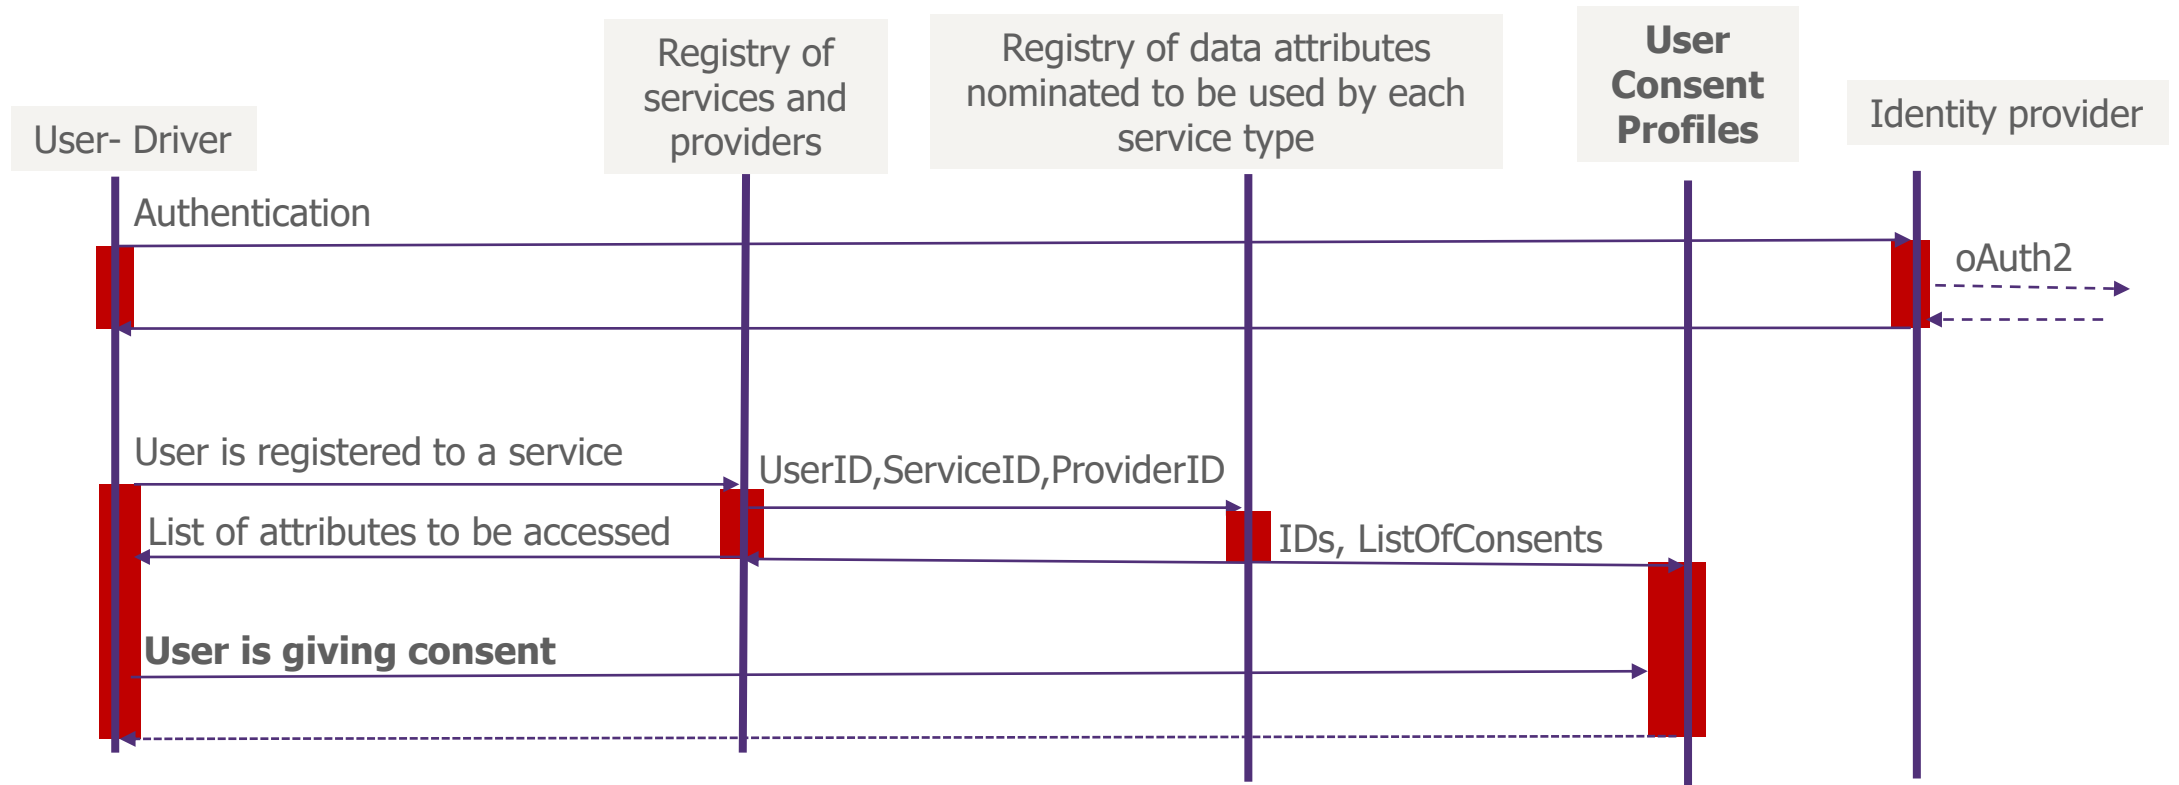 User- Driver
Registry of
services and
providers
Registry of data attributes
nominated to be used by each
service type
User
Consent
Profiles
Identity provider
Authentication
oAuth2
User is registered to a service
UserID,ServiceID,ProviderID
List of attributes to be accessed
IDs, ListOfConsents
User is giving consent